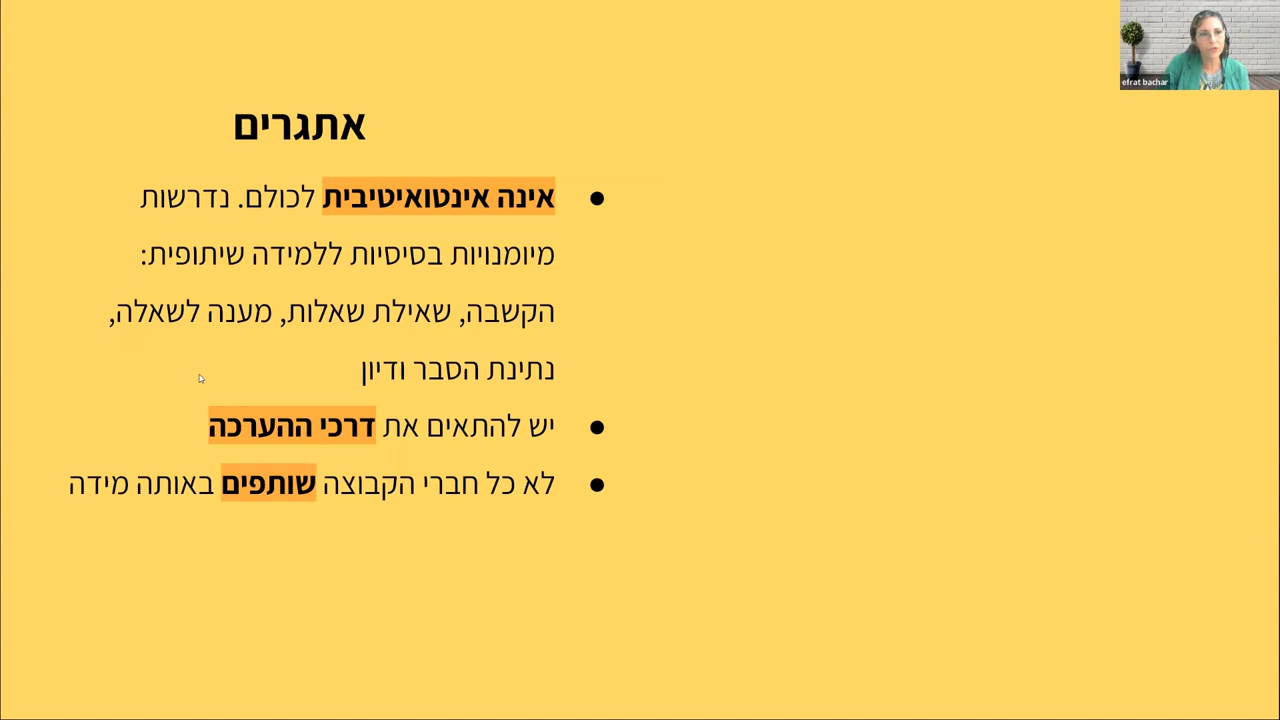 efrat bachar
אתגרים
● אינה אינטואיטיבית לכולם. נדרשות
מיומנויות בסיסיות ללמידה שיתופית:
הקשבה, שאילת שאלות, מענה לשאלה,
נתינת הסבר ודיון
● יש להתאים את דרכי ההערכה
● לא כל חברי הקבוצה שותפים באותה מידה